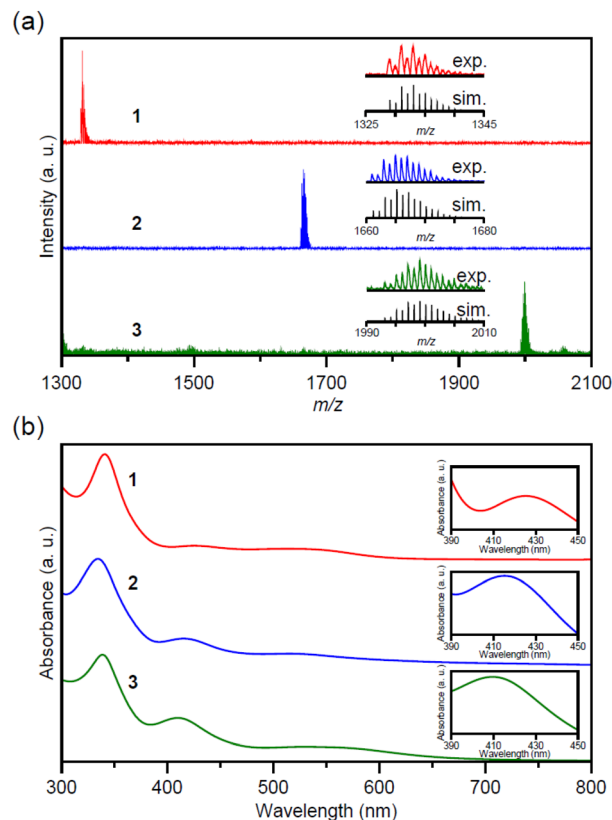 (a)
Intensity (a. u.)
1
exp.
sim.
1325
1345
m/z
2
exp.
sim.
1660
1680
m/z
3
exp.
sim.
1990
2010
m/z
1300
1500
1700
1900
2100
m/z
(b)
Absorbance (a. u.)
1
Absorbance (a. u.)
390
410
430
450
Wavelength (nm)
2
Absorbance (a. u.)
390
410
430
450
Wavelength (nm)
3
Absorbance (a. u.)
390
410
430
450
Wavelength (nm)
300
400
500
600
700
800
Wavelength (nm)